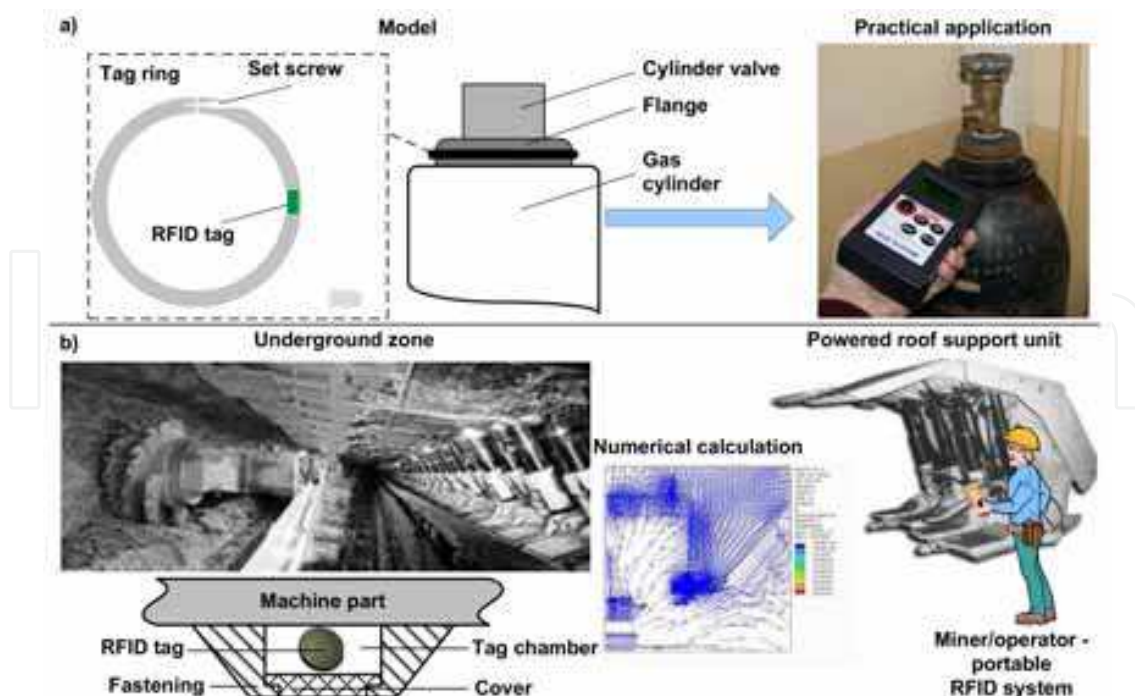 a)
Model
Practical application
Tag ring
Set screw
RFID tag
Cylinder valve
Flange
Gas
cylinder
b)
Underground zone
Powered roof support unit
Numerical calculation
Machine part
RFID tag
Tag chamber
Fastening
Cover
Miner/operator -
portable
RFID system